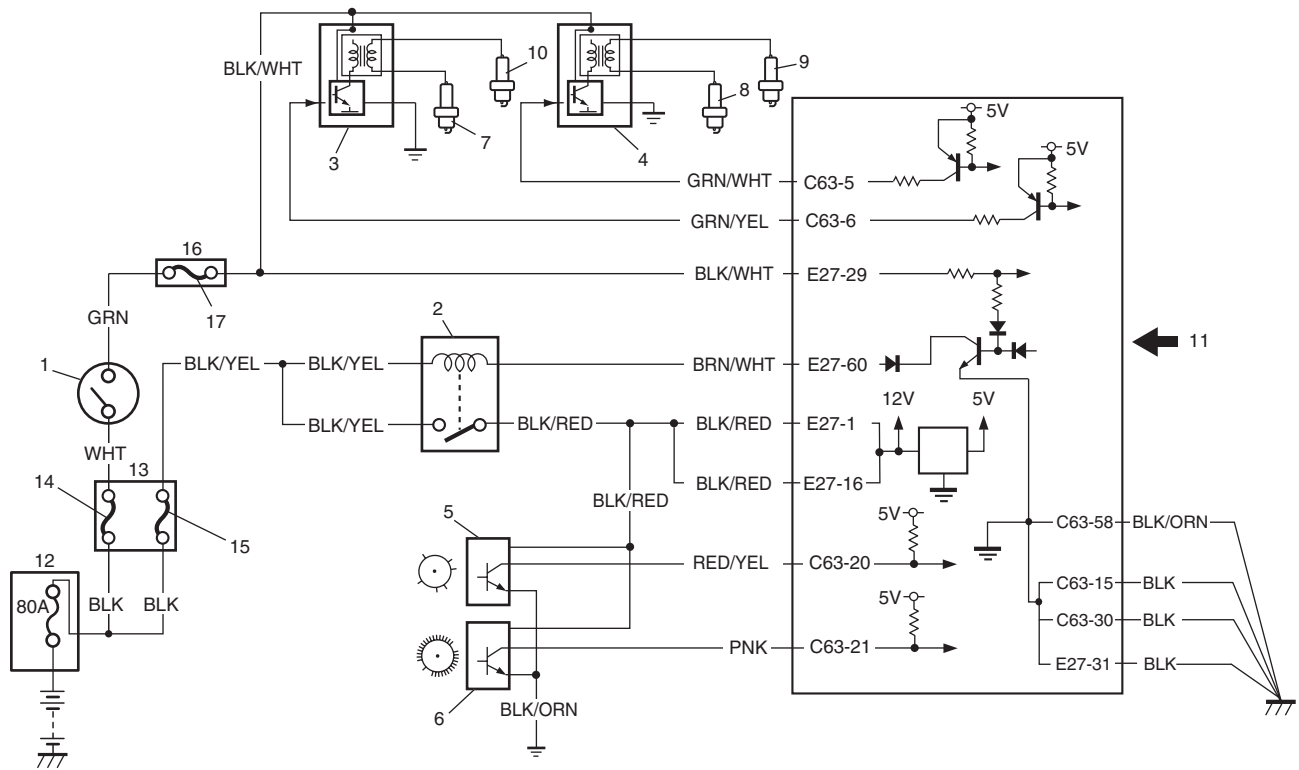 BLK/WHT
10
9
8
7
3
4
5V
5V
GRN/WHT
C63-5
GRN/YEL
C63-6
16
BLK/WHT
E27-29
17
GRN
2
11
1
BLK/YEL
BLK/YEL
BRN/WHT
E27-60
12V
5V
BLK/YEL
BLK/RED
BLK/RED
E27-1
WHT
13
14
BLK/RED
E27-16
BLK/RED
15
5
5V
C63-58
BLK/ORN
12
RED/YEL
C63-20
C63-15
BLK
80A
BLK
BLK
5V
C63-30
BLK
PNK
C63-21
E27-31
BLK
6
BLK/ORN